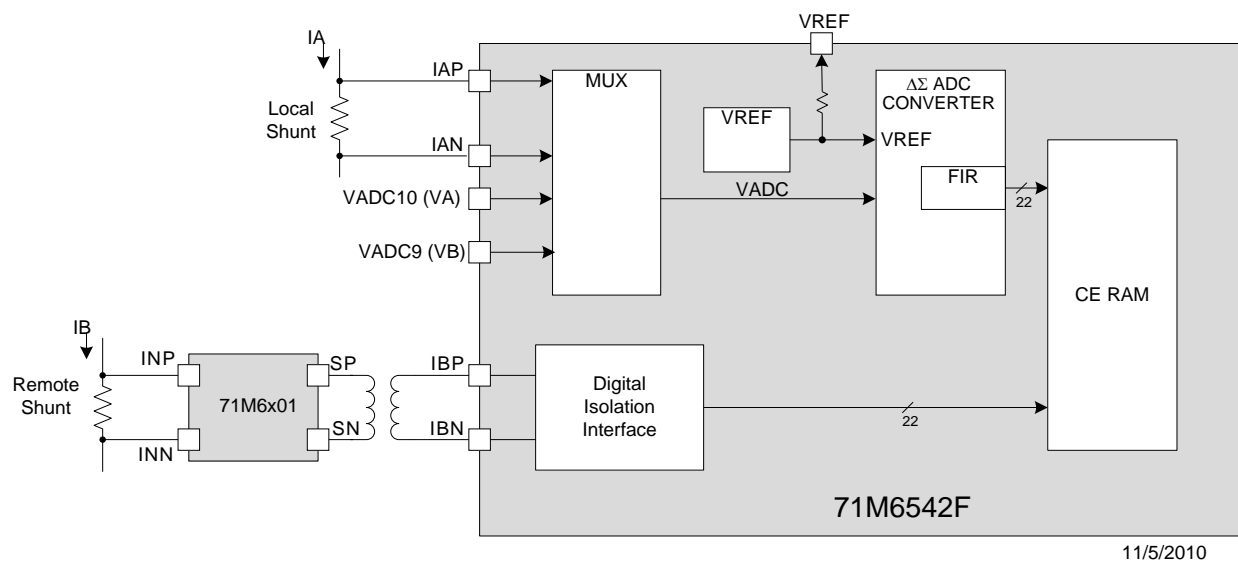 VREF
IA
IAP
MUX
ΔΣ ADC
CONVERTER
Local
Shunt
VREF
VREF
IAN
FIR
VADC10 (VA)
VADC
22
VADC9 (VB)
CE RAM
IB
INP
SP
IBP
Remote
Shunt
71M6x01
Digital
Isolation
Interface
22
INN
SN
IBN
71M6542F
11/5/2010